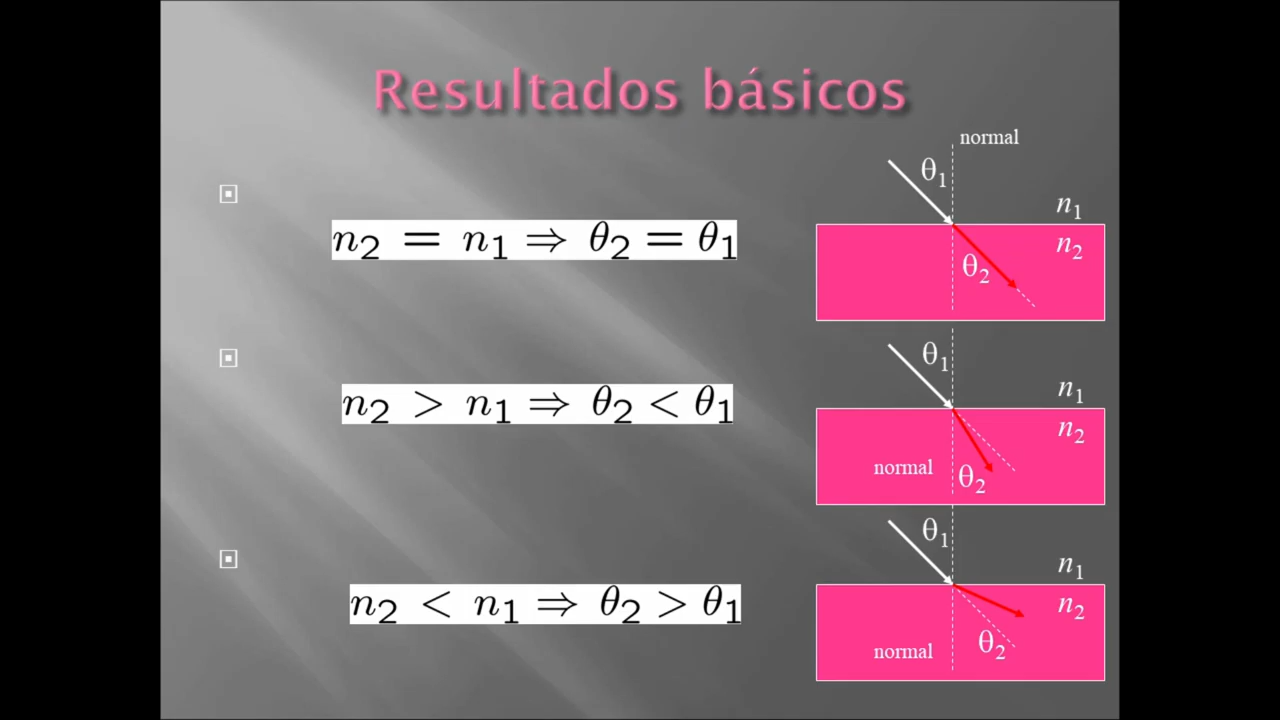 Resultados básicos
n₂ = n₁ ⇒ θ₂ = θ₁
normal
θ₁
n₁
n₂
θ₂
n₂ > n₁ ⇒ θ₂ < θ₁
θ₁
n₁
n₂
normal
θ₂
n₂ < n₁ ⇒ θ₂ > θ₁
θ₁
n₁
n₂
θ₂
normal